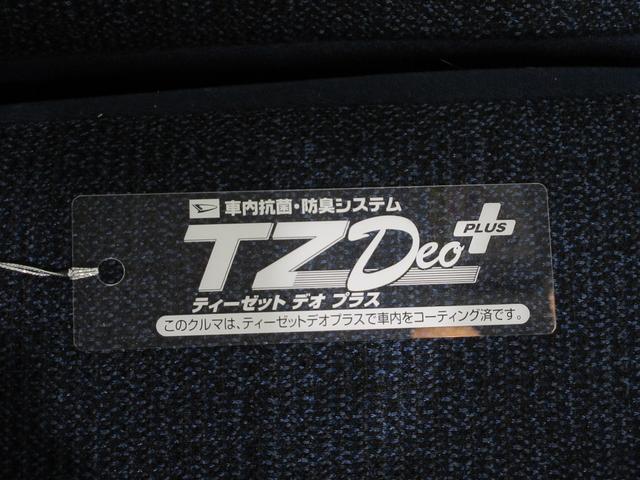 車内抗菌・防臭システム
TZDeo PLUS
ティーゼット デオ プラス
このクルマは、ティーゼットデオプラスで車内をコーティング済です。